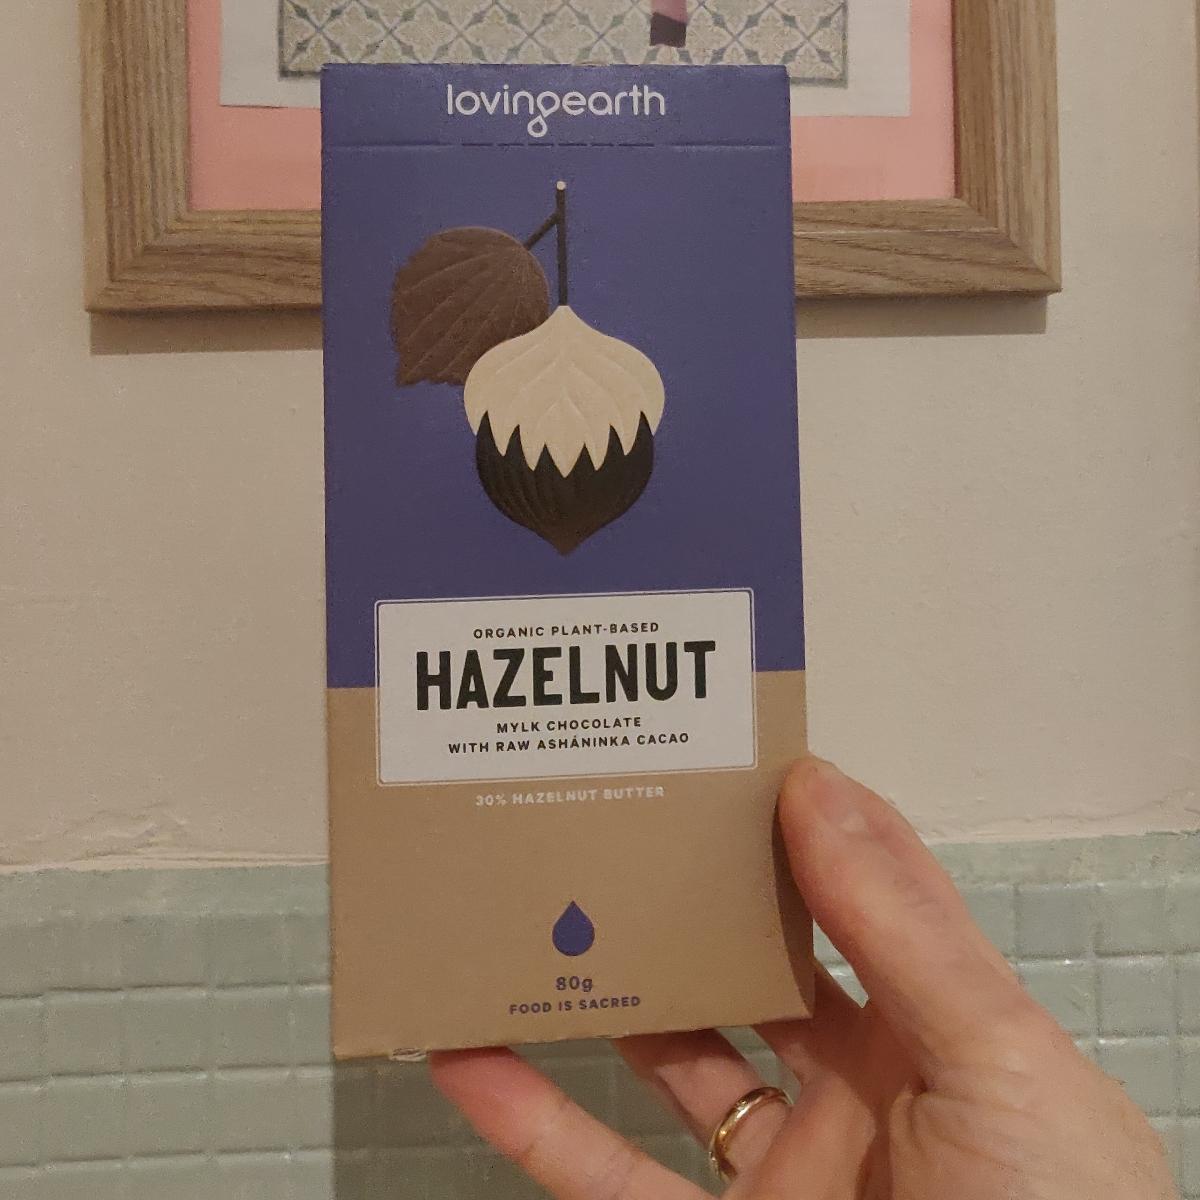 lovingearth
ORGANIC PLANT-BASED
HAZELNUT
MYLK CHOCOLATE
WITH RAW ASHÁNINKA CACAO
30% HAZELNUT BUTTER
80g
FOOD IS SACRED